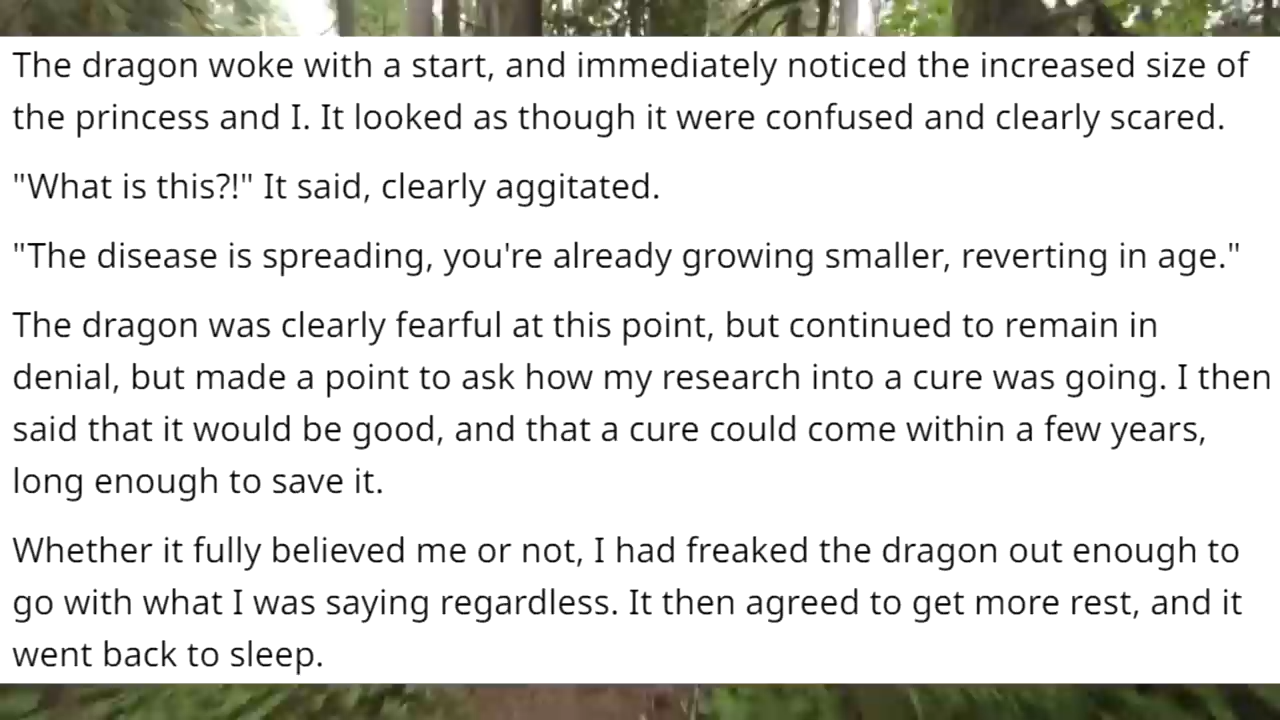 The dragon woke with a start, and immediately noticed the increased size of
the princess and I. It looked as though it were confused and clearly scared.
"What is this?!" It said, clearly aggitated.
"The disease is spreading, you're already growing smaller, reverting in age."
The dragon was clearly fearful at this point, but continued to remain in
denial, but made a point to ask how my research into a cure was going. I then
said that it would be good, and that a cure could come within a few years,
long enough to save it.
Whether it fully believed me or not, I had freaked the dragon out enough to
go with what I was saying regardless. It then agreed to get more rest, and it
went back to sleep.